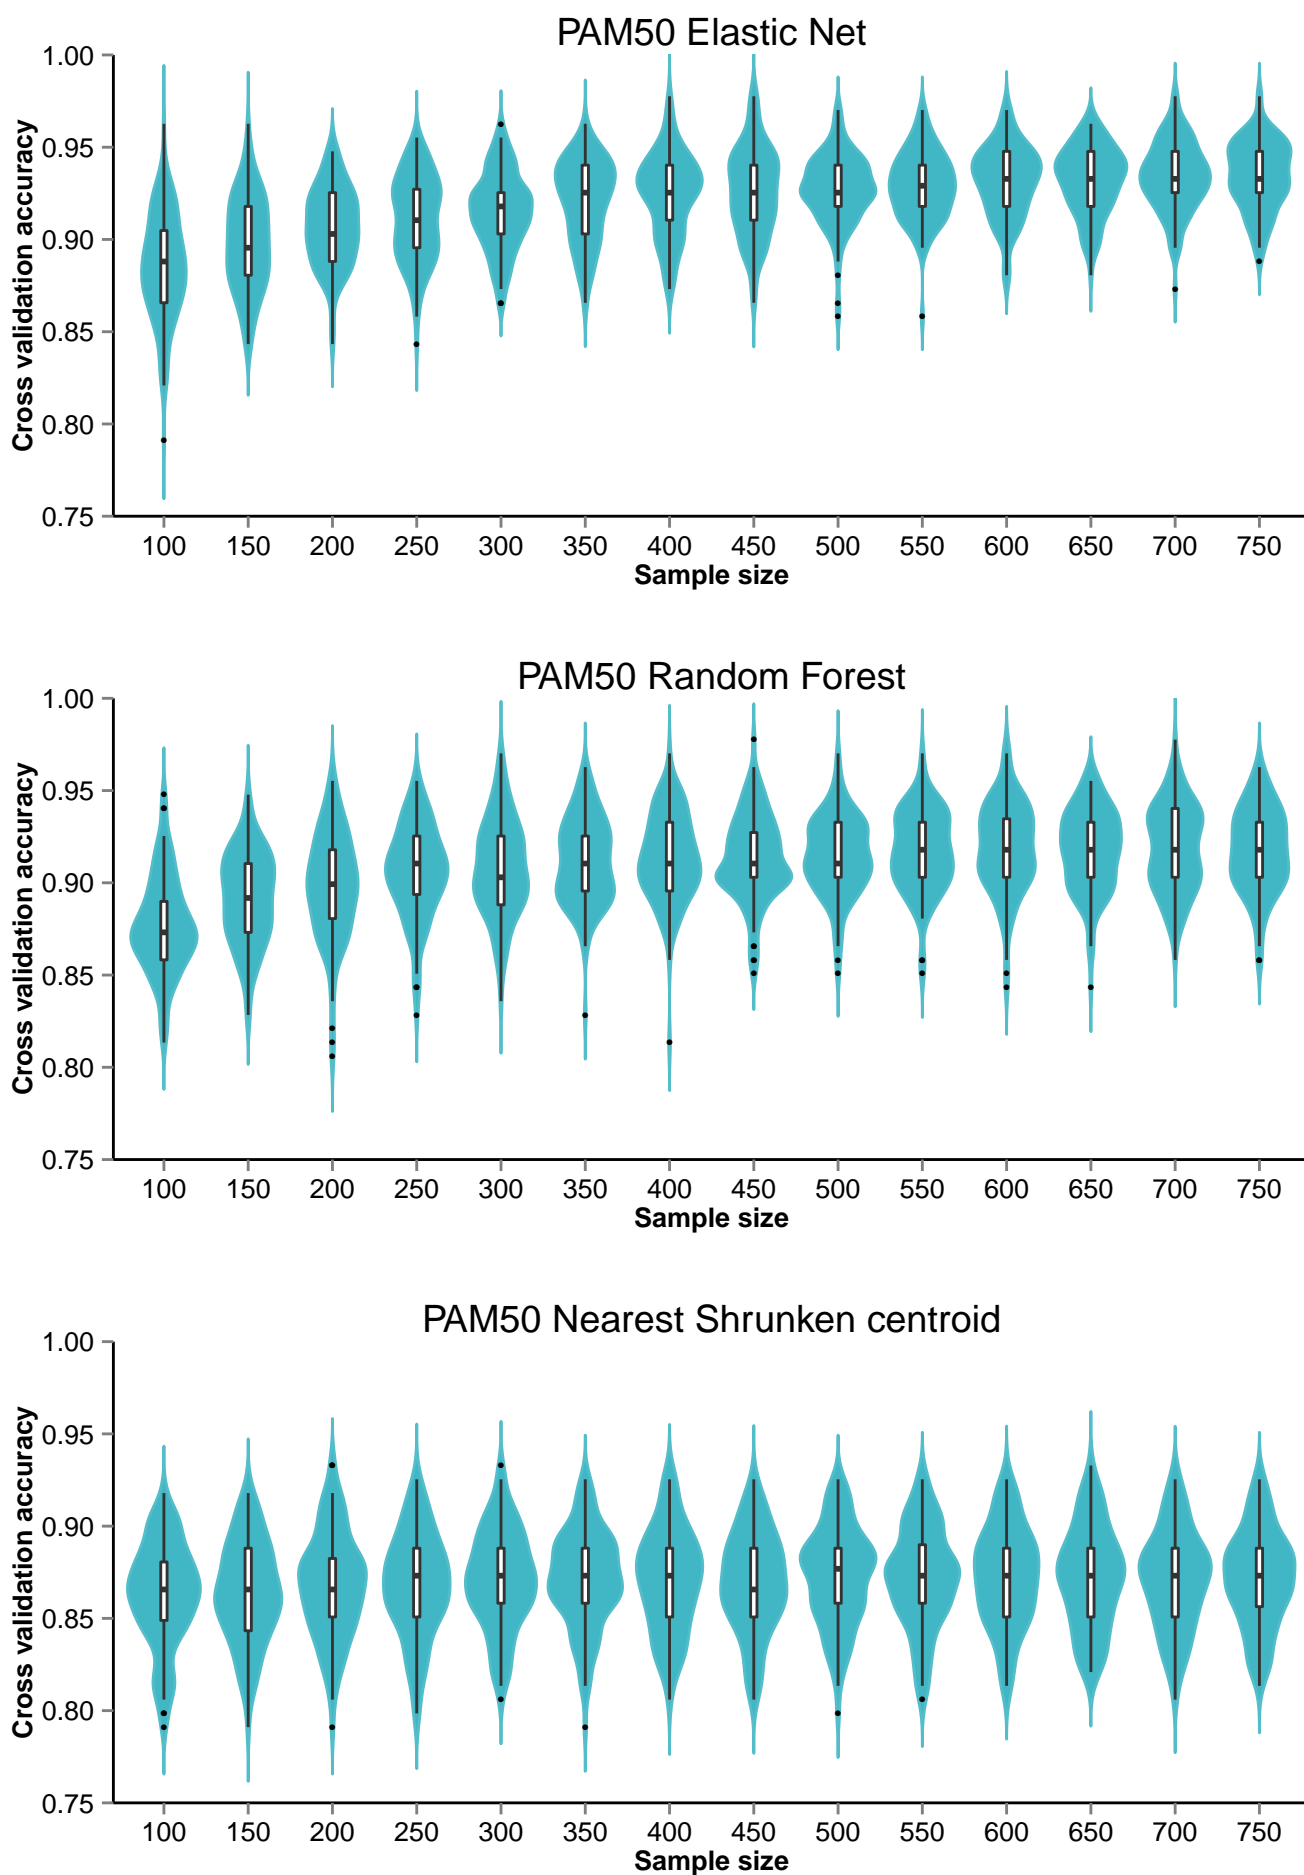 PAM50 Elastic Net
Cross validation accuracy
1.00
0.95
0.90
0.85
0.80
0.75
100 150 200 250 300 350 400 450 500 550 600 650 700 750
Sample size
PAM50 Random Forest
Cross validation accuracy
1.00
0.95
0.90
0.85
0.80
0.75
100 150 200 250 300 350 400 450 500 550 600 650 700 750
Sample size
PAM50 Nearest Shrunken centroid
Cross validation accuracy
1.00
0.95
0.90
0.85
0.80
0.75
100 150 200 250 300 350 400 450 500 550 600 650 700 750
Sample size